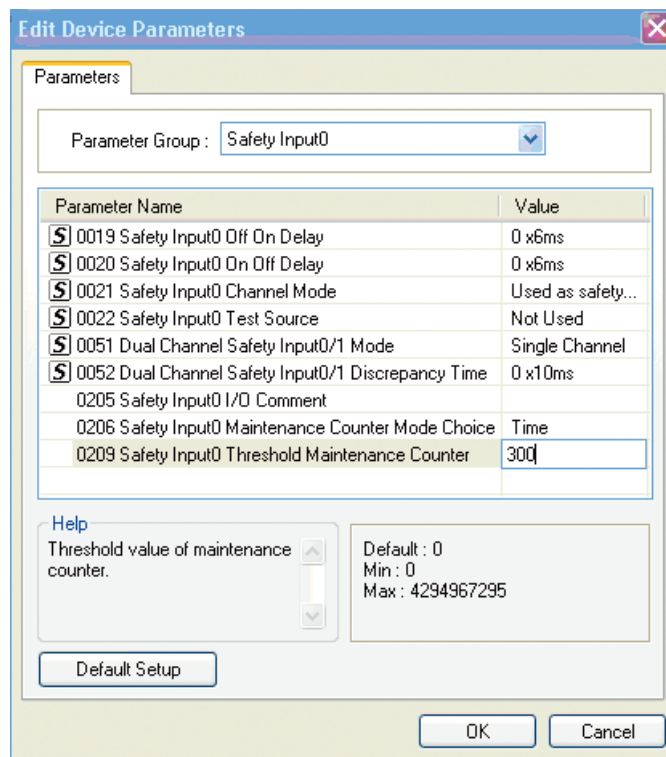 Edit Device Parameters
Parameters
Parameter Group : Safety Input0
Parameter Name Value
S 0019 Safety Input0 Off On Delay 0 x6ms
S 0020 Safety Input0 On Off Delay 0 x6ms
S 0021 Safety Input0 Channel Mode Used as safety...
S 0022 Safety Input0 Test Source Not Used
S 0051 Dual Channel Safety Input0/1 Mode Single Channel
S 0052 Dual Channel Safety Input0/1 Discrepancy Time 0 x10ms
0205 Safety Input0 I/O Comment
0206 Safety Input0 Maintenance Counter Mode Choice Time
0209 Safety Input0 Threshold Maintenance Counter 300
Help
Threshold value of maintenance
counter.
Default : 0
Min : 0
Max : 4294967295
Default Setup
OK Cancel